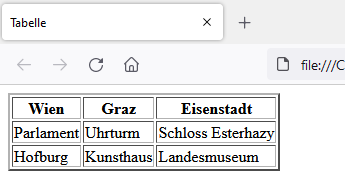 Tabelle
file:///C
Wien Graz Eisenstadt
Parlament Uhrturm Schloss Esterhazy
Hofburg Kunsthaus Landesmuseum